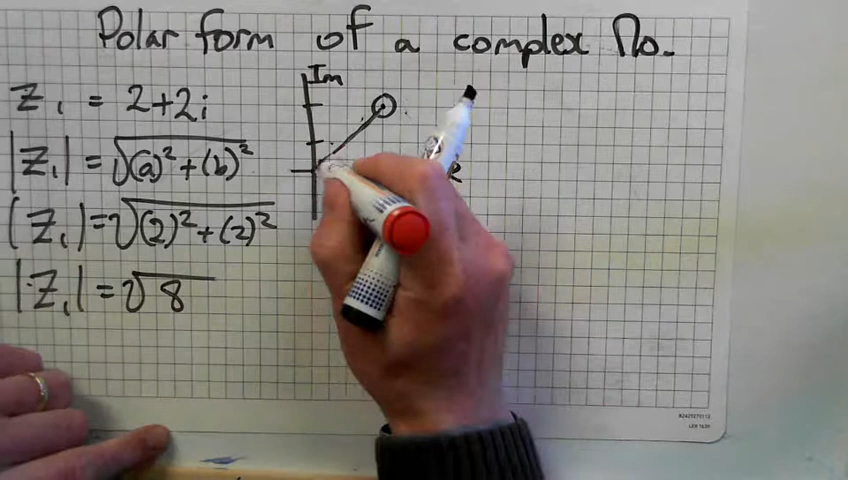 Polar form of a complex No.
Im
Z₁ = 2+2i
|Z₁| = √(a)²+(b)²
|Z₁| = √(2)²+(2)²
|Z₁| = √8